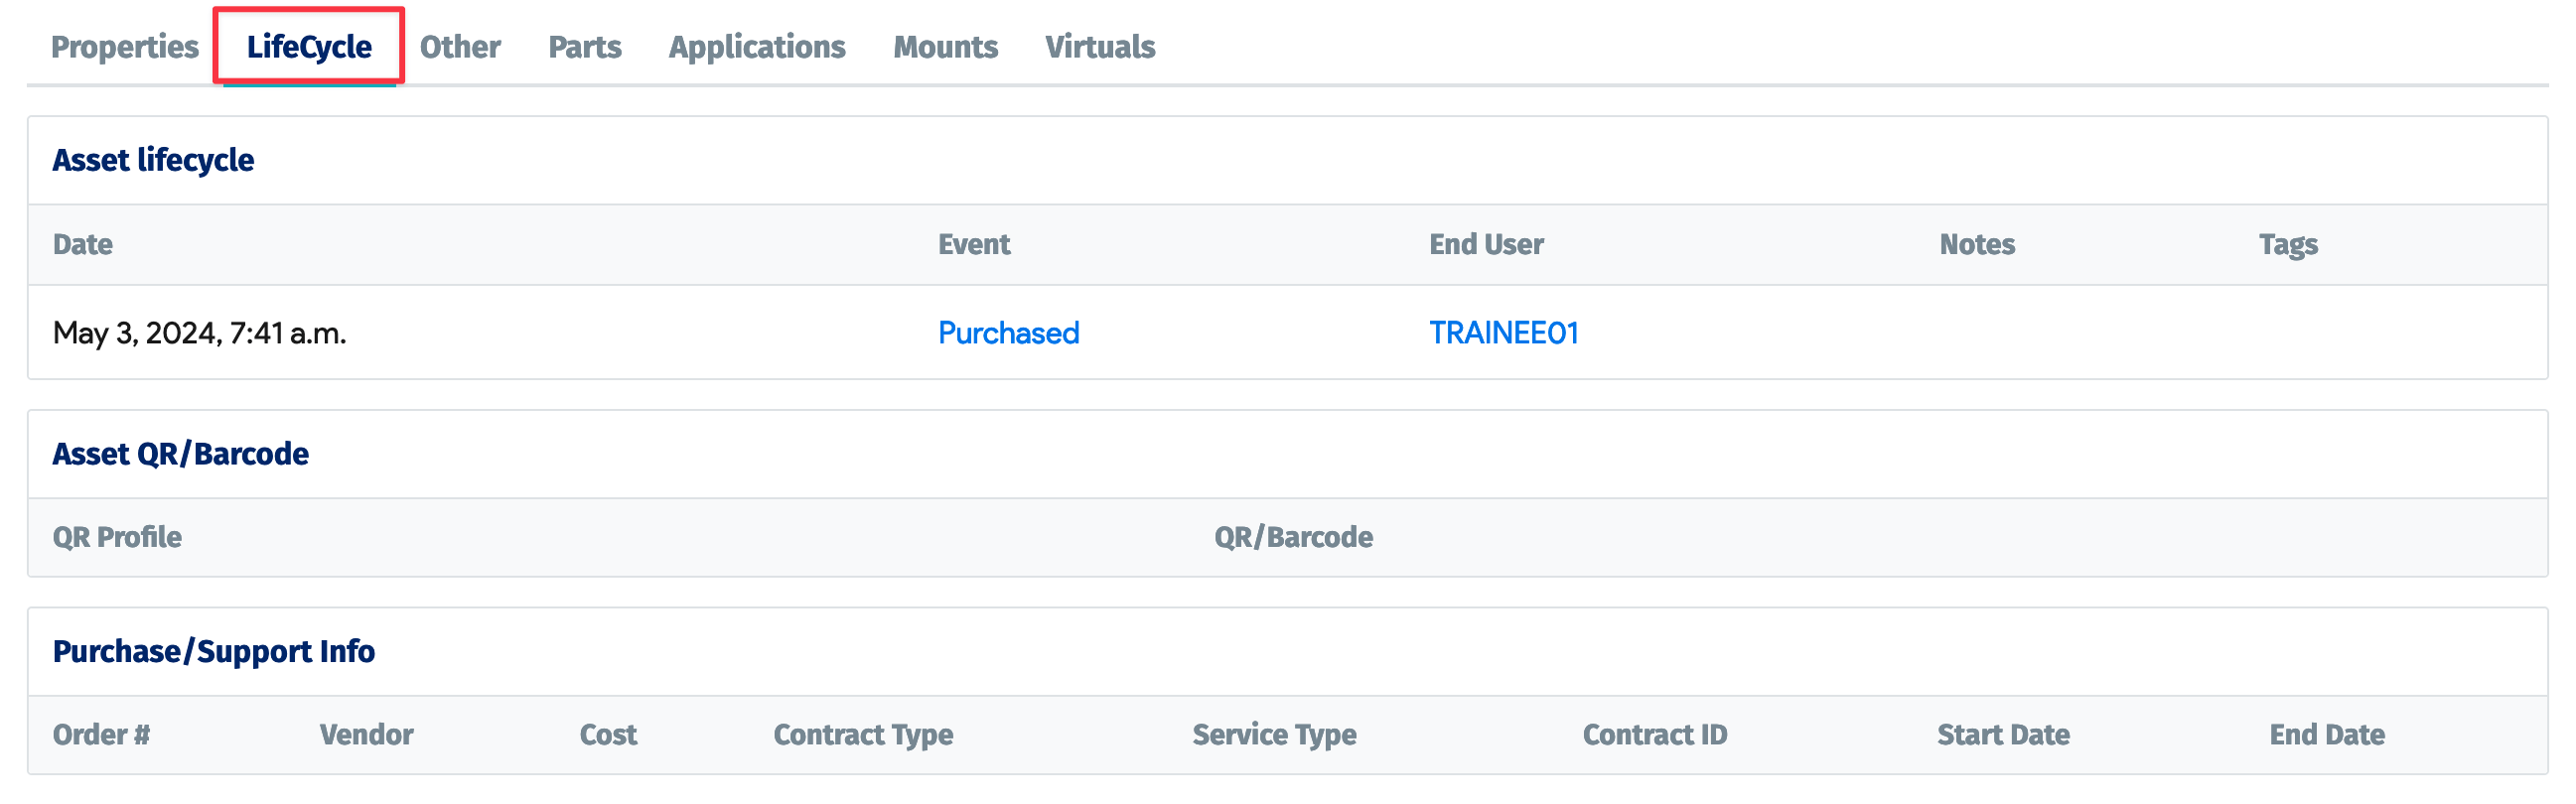 Properties LifeCycle Other Parts Applications Mounts Virtuals
Asset lifecycle
Date Event End User Notes Tags
May 3, 2024, 7:41 a.m. Purchased TRAINEE01
Asset QR/Barcode
QR Profile QR/Barcode
Purchase/Support Info
Order # Vendor Cost Contract Type Service Type Contract ID Start Date End Date